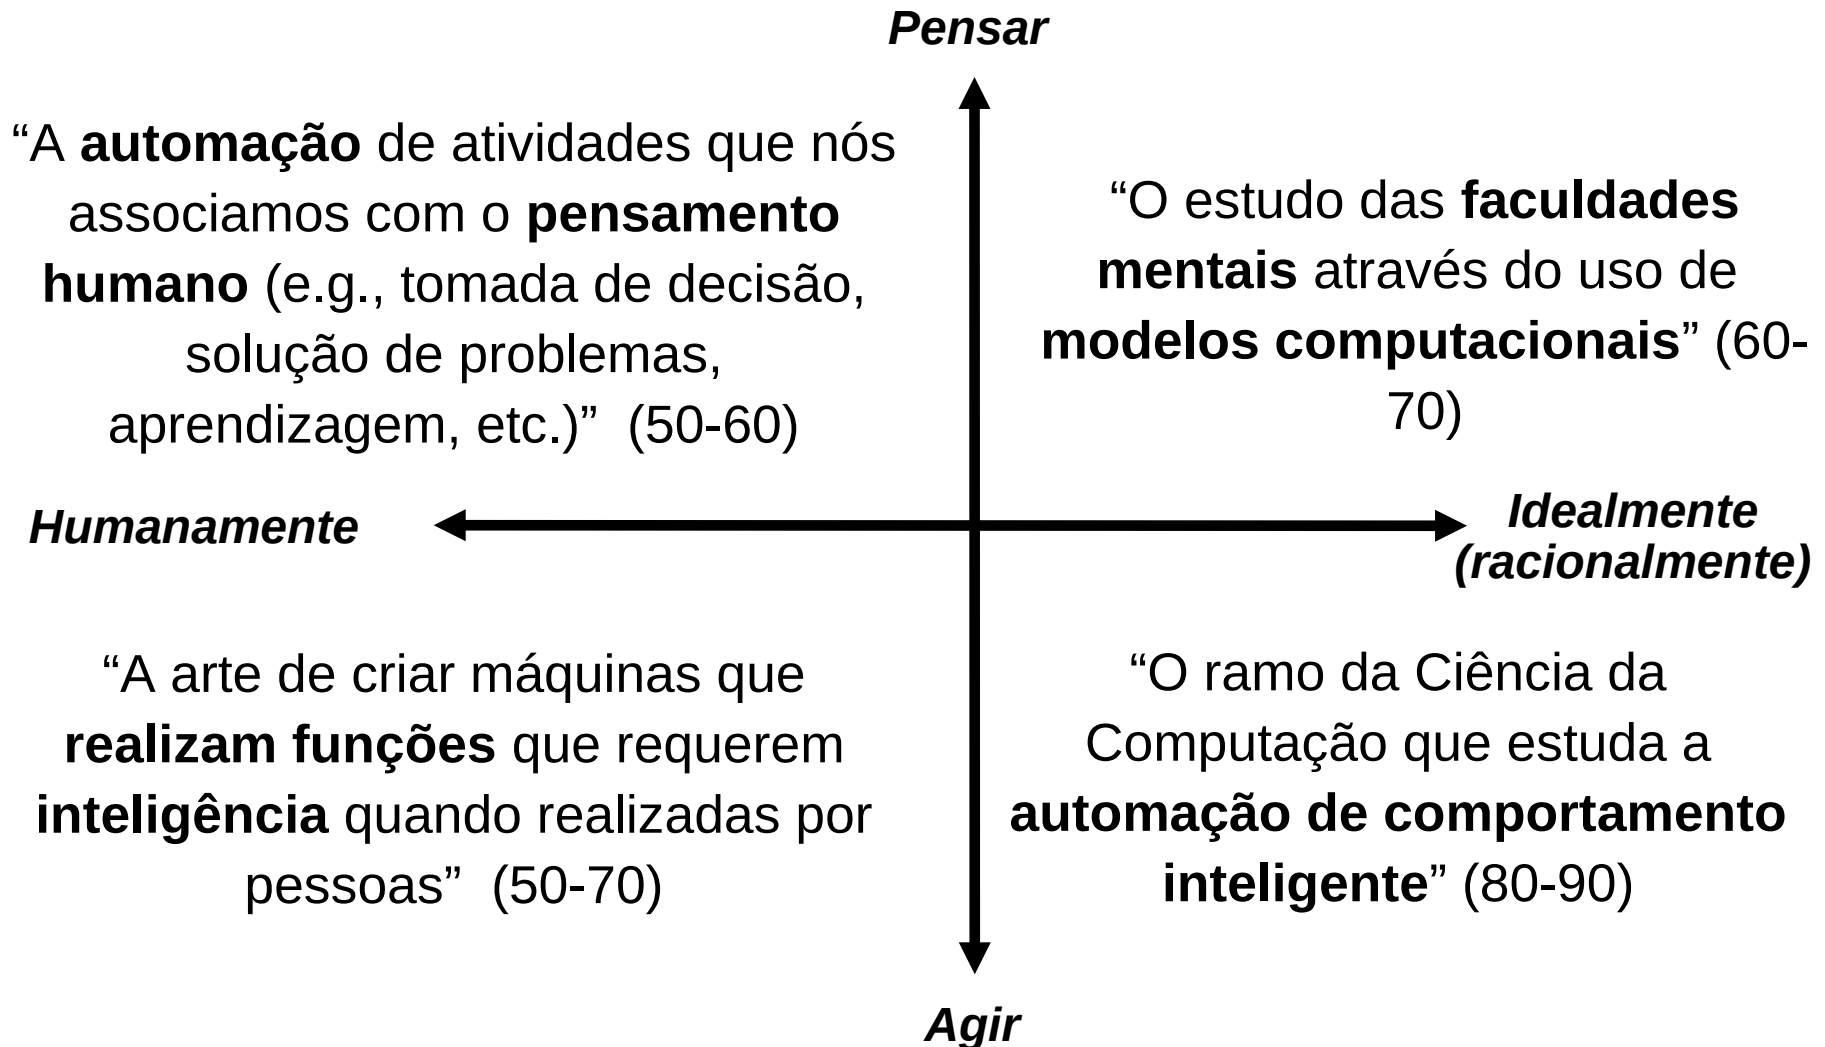 Pensar
“A automação de atividades que nós
associamos com o pensamento
humano (e.g., tomada de decisão,
solução de problemas,
aprendizagem, etc.)” (50-60)
“O estudo das faculdades
mentais através do uso de
modelos computacionais” (60-
70)
Humanamente
Idealmente
(racionalmente)
“A arte de criar máquinas que
realizam funções que requerem
inteligência quando realizadas por
pessoas” (50-70)
“O ramo da Ciência da
Computação que estuda a
automação de comportamento
inteligente” (80-90)
Agir